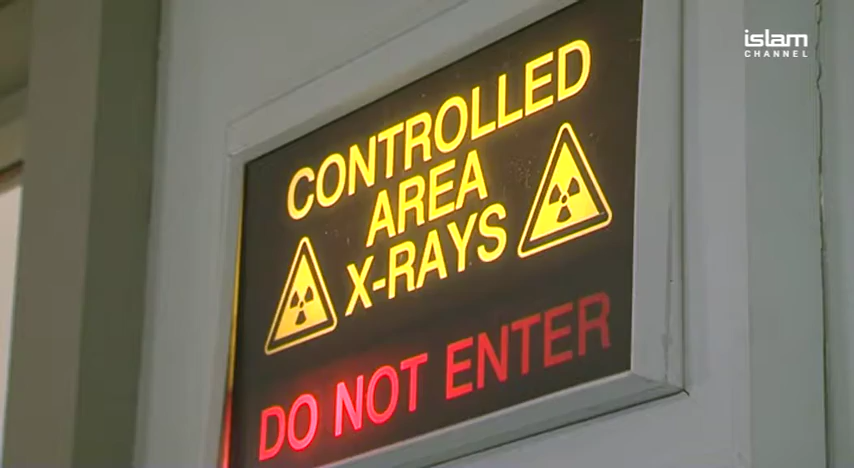 islam
CHANNEL
CONTROLLED
AREA
X-RAYS
DO NOT ENTER